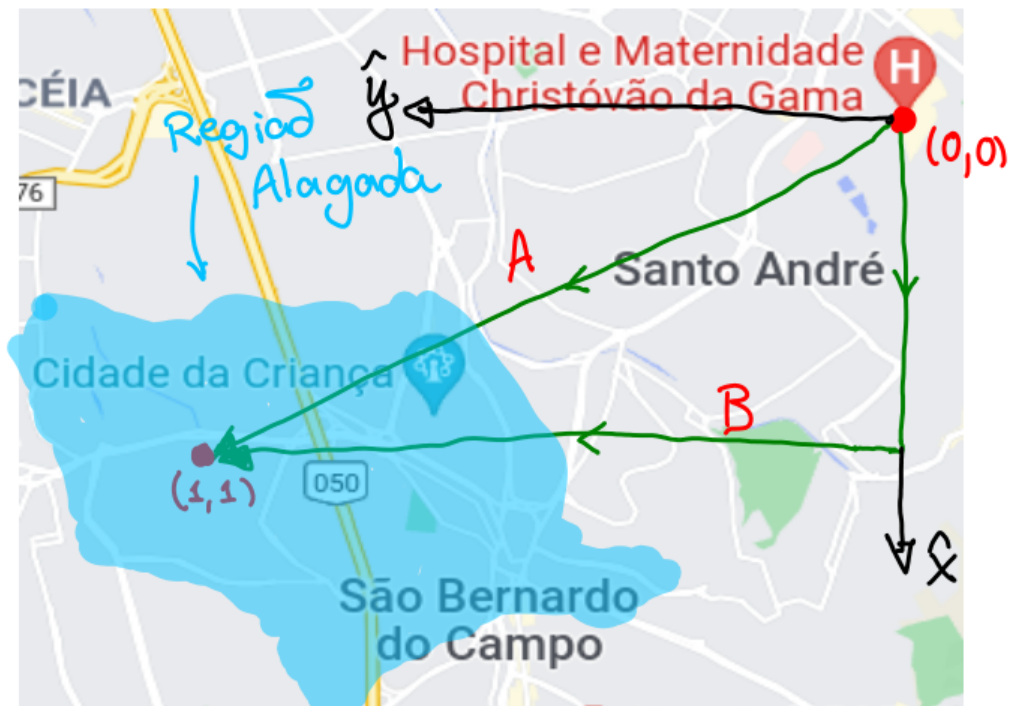 Hospital e Maternidade
Christóvão da Gama
H
CÉIA
ŷ
(0,0)
Região
Alagada
76
A
Santo André
Cidade da Criança
B
(1,1)
050
x̂
São Bernardo
do Campo